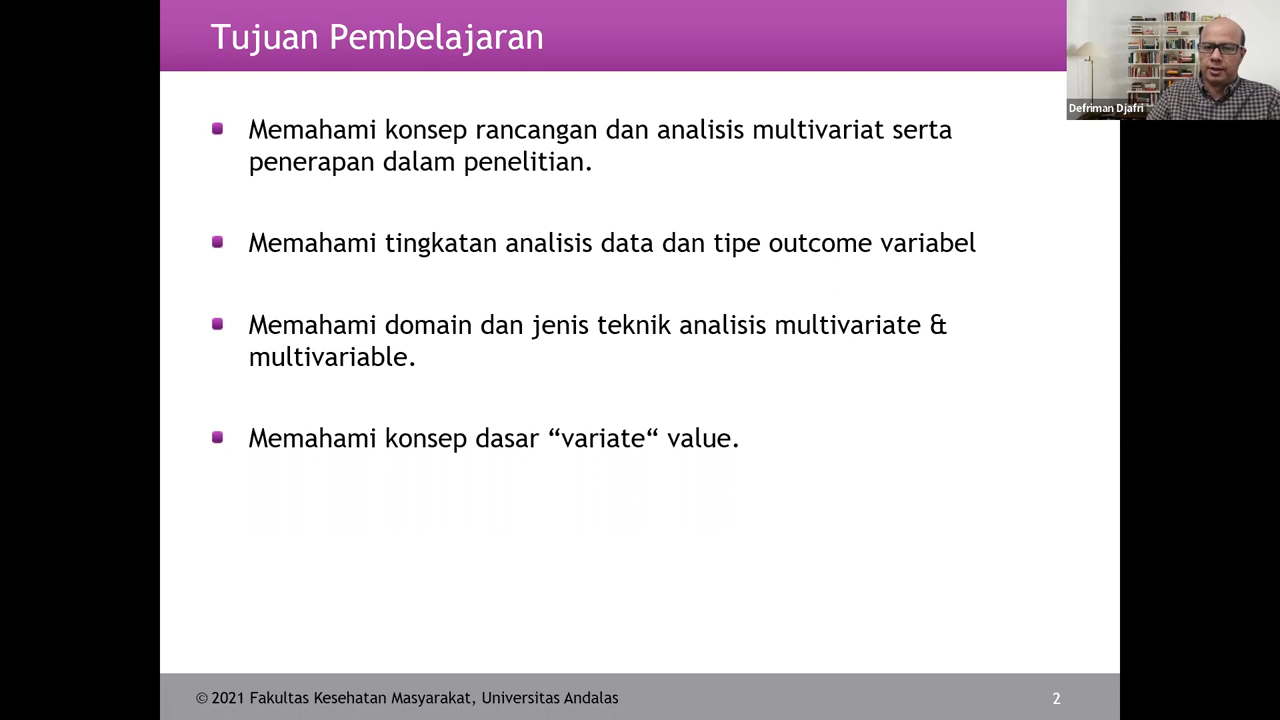 Tujuan Pembelajaran
Defriman Djafri
Memahami konsep rancangan dan analisis multivariat serta
penerapan dalam penelitian.
Memahami tingkatan analisis data dan tipe outcome variabel
Memahami domain dan jenis teknik analisis multivariate &
multivariable.
Memahami konsep dasar “variate“ value.
© 2021 Fakultas Kesehatan Masyarakat, Universitas Andalas
2